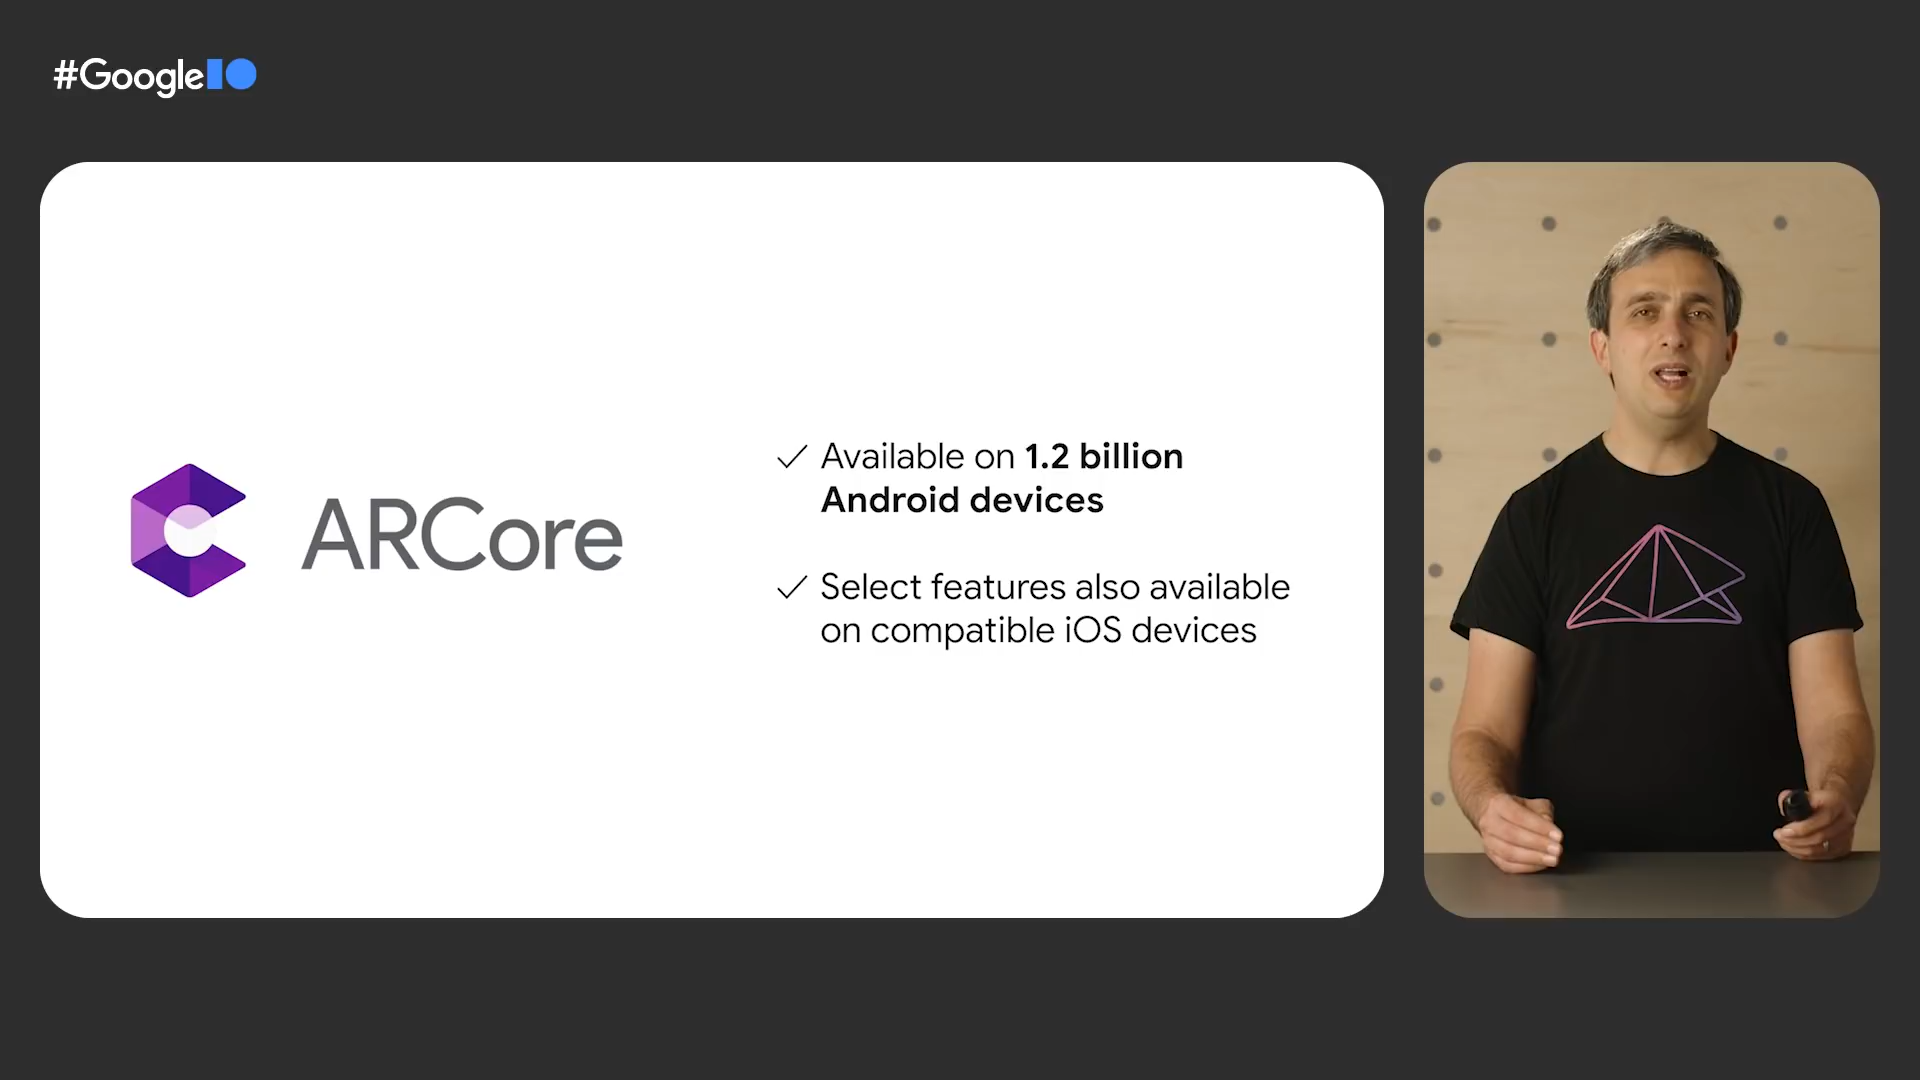 #GoogleIO
ARCore
Available on 1.2 billion
Android devices
Select features also available
on compatible iOS devices